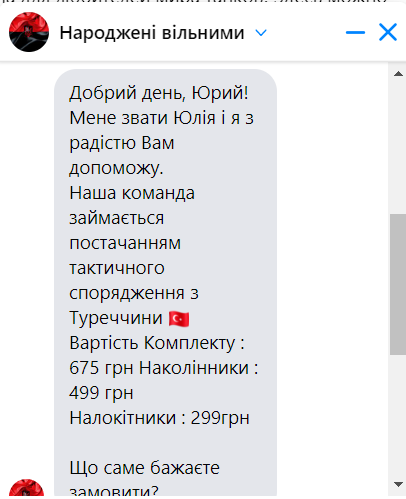 Народжені вільними
Добрий день, Юрий!
Мене звати Юлія і я з
радістю Вам
допоможу.
Наша команда
займається
постачанням
тактичного
спорядження з
Туреччини 🇹🇷
Вартість Комплекту :
675 грн Наколінники :
499 грн
Налокітники : 299грн
Що саме бажаєте
замовити?